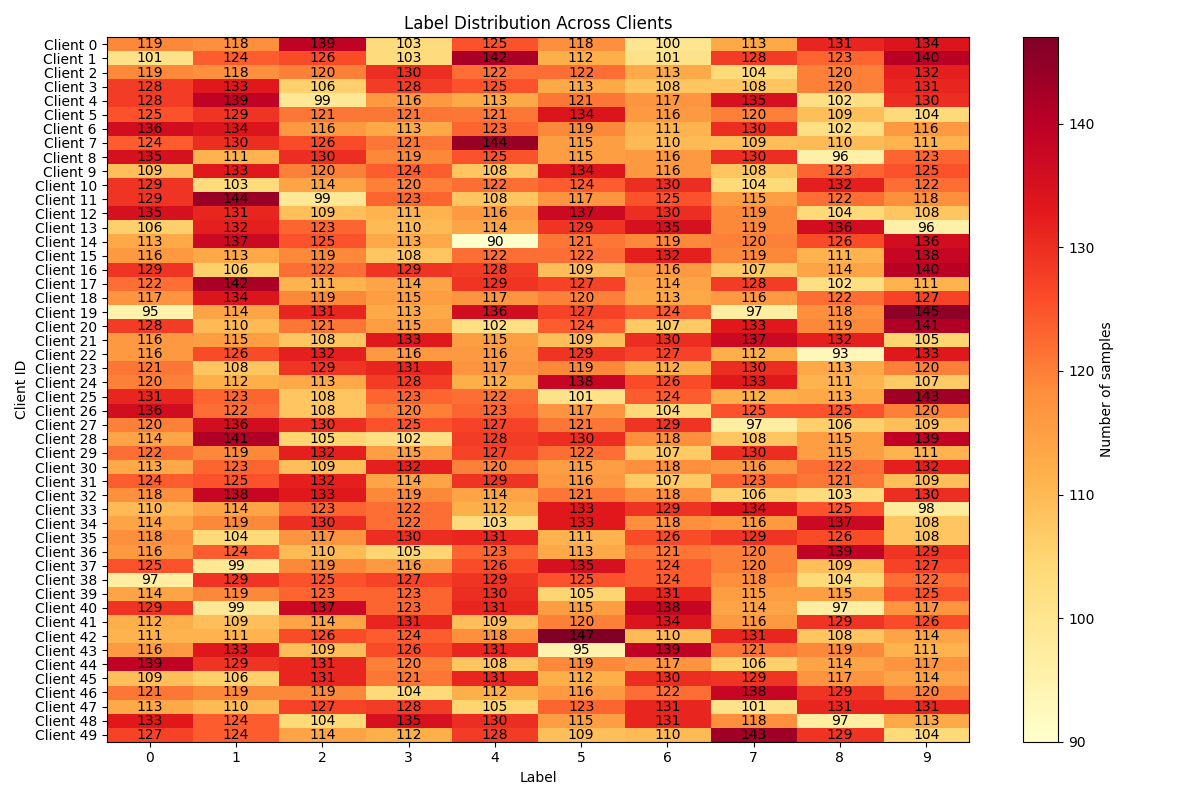 Label Distribution Across Clients
Client 0 119 118 139 103 125 118 100 113 131 134
Client 1 101 124 126 103 142 112 101 128 123 140
Client 2 119 118 120 130 122 122 113 104 120 132
Client 3 128 133 106 128 125 113 108 108 120 131
Client 4 128 139 99 116 113 121 117 135 102 130
Client 5 125 129 121 121 121 134 116 120 109 104
Client 6 136 134 116 113 123 119 111 130 102 116
Client 7 124 130 126 121 144 115 110 109 110 111
Client 8 135 111 130 119 125 115 116 130 96 123
Client 9 109 133 120 124 108 134 116 108 123 125
Client 10 129 103 114 120 122 124 130 104 132 122
Client 11 129 144 99 123 108 117 125 115 122 118
Client 12 135 131 109 111 116 137 130 119 104 108
Client 13 106 132 123 110 114 129 135 119 136 96
Client 14 113 137 125 113 90 121 119 120 126 136
Client 15 116 113 119 108 122 122 132 119 111 138
Client 16 129 106 122 129 128 109 116 107 114 140
Client 17 122 142 111 114 129 127 114 128 102 111
Client 18 117 134 119 115 117 120 113 116 122 127
Client 19 95 114 131 113 136 127 124 97 118 145
Client 20 128 110 121 115 102 124 107 133 119 141
Client 21 116 115 108 133 115 109 130 137 132 105
Client 22 116 126 132 116 116 129 127 112 93 133
Client 23 121 108 129 131 117 119 112 130 113 120
Client 24 120 112 113 128 112 138 126 133 111 107
Client 25 131 123 108 123 122 101 124 112 113 143
Client 26 136 122 108 120 123 117 104 125 125 120
Client 27 120 136 130 125 127 121 129 97 106 109
Client 28 114 141 105 102 128 130 118 108 115 139
Client 29 122 119 132 115 127 122 107 130 115 111
Client 30 113 123 109 132 120 115 118 116 122 132
Client 31 124 125 132 114 129 116 107 123 121 109
Client 32 118 138 133 119 114 121 118 106 103 130
Client 33 110 114 123 122 112 133 129 134 125 98
Client 34 114 119 130 122 103 133 118 116 137 108
Client 35 118 104 117 130 131 111 126 129 126 108
Client 36 116 124 110 105 123 113 121 120 139 129
Client 37 125 99 119 116 126 135 124 120 109 127
Client 38 97 129 125 127 129 125 124 118 104 122
Client 39 114 119 123 123 130 105 131 115 115 125
Client 40 129 99 137 123 131 115 138 114 97 117
Client 41 112 109 114 131 109 120 134 116 129 126
Client 42 111 111 126 124 118 147 110 131 108 114
Client 43 116 133 109 126 131 95 139 121 119 111
Client 44 139 129 131 120 108 119 117 106 114 117
Client 45 109 106 131 121 131 112 130 129 117 114
Client 46 121 119 119 104 112 116 122 138 129 120
Client 47 113 110 127 128 105 123 131 101 131 131
Client 48 133 124 104 135 130 115 131 118 97 113
Client 49 127 124 114 112 128 109 110 143 129 104
0 1 2 3 4 5 6 7 8 9
Label
Client ID
140
130
120
110
100
90
Number of samples